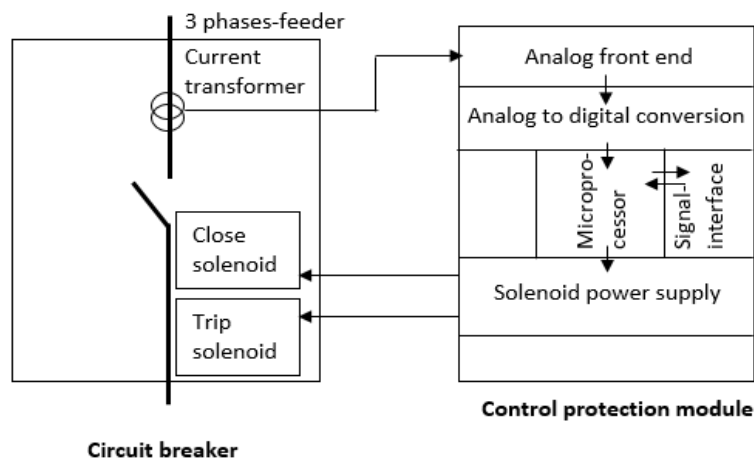 3 phases-feeder
Current
transformer
Close
solenoid
Trip
solenoid
Circuit breaker
Analog front end
Analog to digital conversion
Micropro-
cessor
Signal-
interface
Solenoid power supply
Control protection module